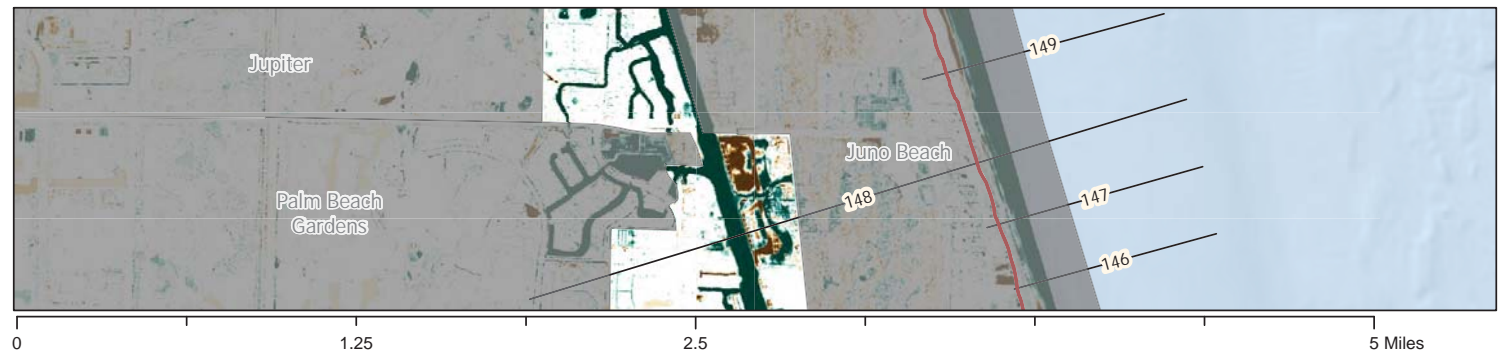 149
Jupiter
Juno Beach
148
147
Palm Beach
Gardens
146
0
1.25
2.5
5 Miles